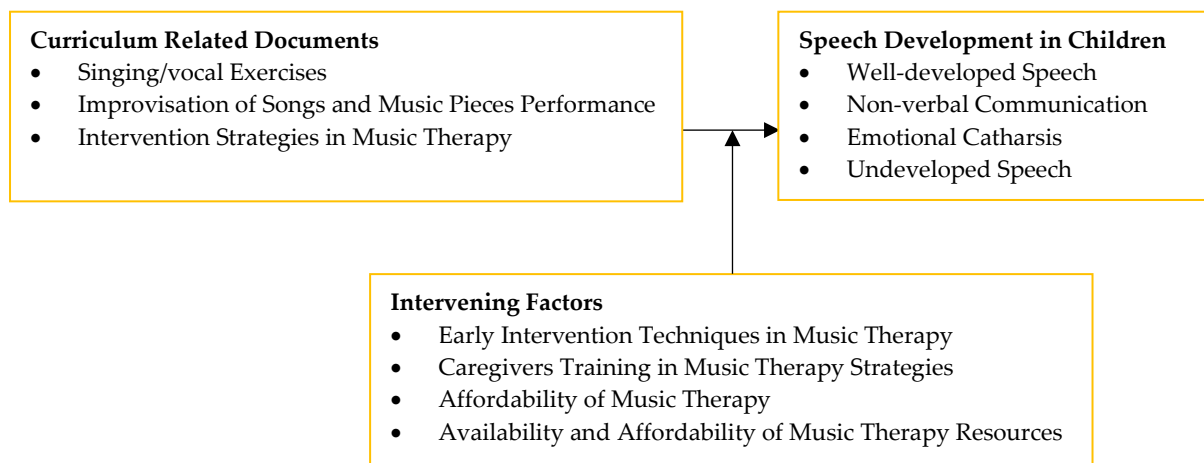 Curriculum Related Documents
• Singing/vocal Exercises
• Improvisation of Songs and Music Pieces Performance
• Intervention Strategies in Music Therapy
Speech Development in Children
• Well-developed Speech
• Non-verbal Communication
• Emotional Catharsis
• Undeveloped Speech
Intervening Factors
• Early Intervention Techniques in Music Therapy
• Caregivers Training in Music Therapy Strategies
• Affordability of Music Therapy
• Availability and Affordability of Music Therapy Resources